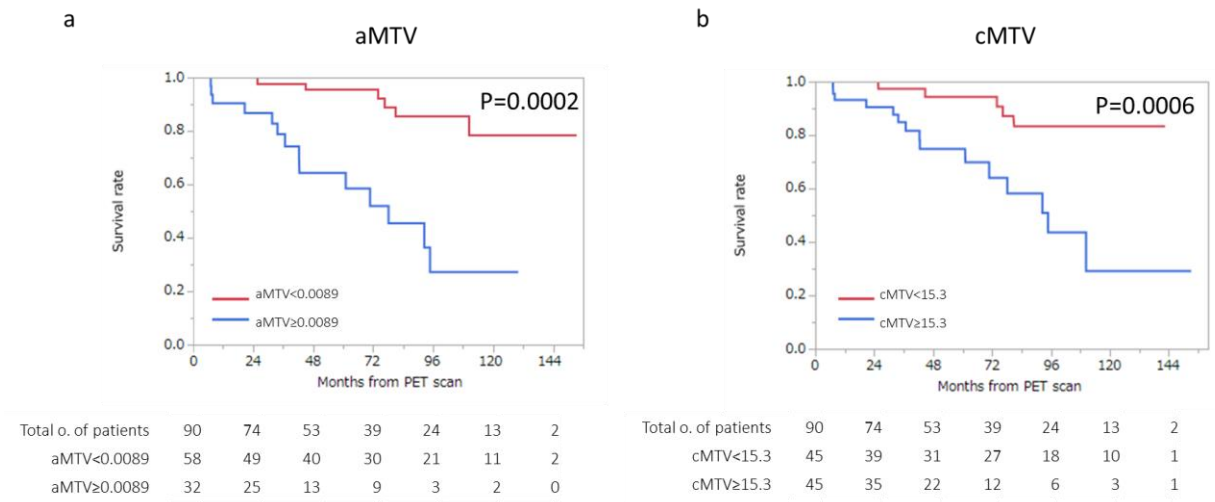 a
aMTV
1.0
P=0.0002
0.8
0.6
0.4
0.2
0.0
Survival rate
aMTV<0.0089
aMTV≥0.0089
0 24 48 72 96 120 144
Months from PET scan
Total o. of patients 90 74 53 39 24 13 2
aMTV<0.0089 58 49 40 30 21 11 2
aMTV≥0.0089 32 25 13 9 3 2 0
b
cMTV
1.0
P=0.0006
0.8
0.6
0.4
0.2
0.0
Survival rate
cMTV<15.3
cMTV≥15.3
0 24 48 72 96 120 144
Months from PET scan
Total o. of patients 90 74 53 39 24 13 2
cMTV<15.3 45 39 31 27 18 10 1
cMTV≥15.3 45 35 22 12 6 3 1